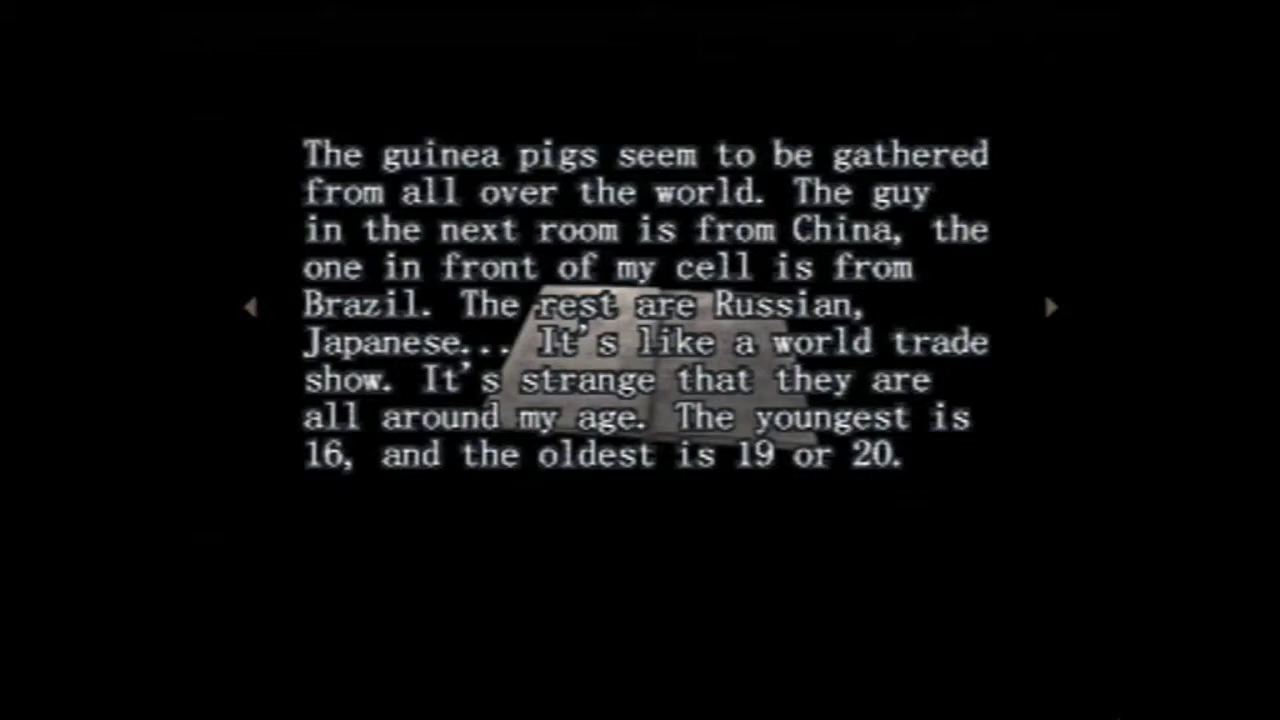 The guinea pigs seem to be gathered
from all over the world. The guy
in the next room is from China, the
one in front of my cell is from
Brazil. The rest are Russian,
Japanese... It's like a world trade
show. It's strange that they are
all around my age. The youngest is
16, and the oldest is 19 or 20.